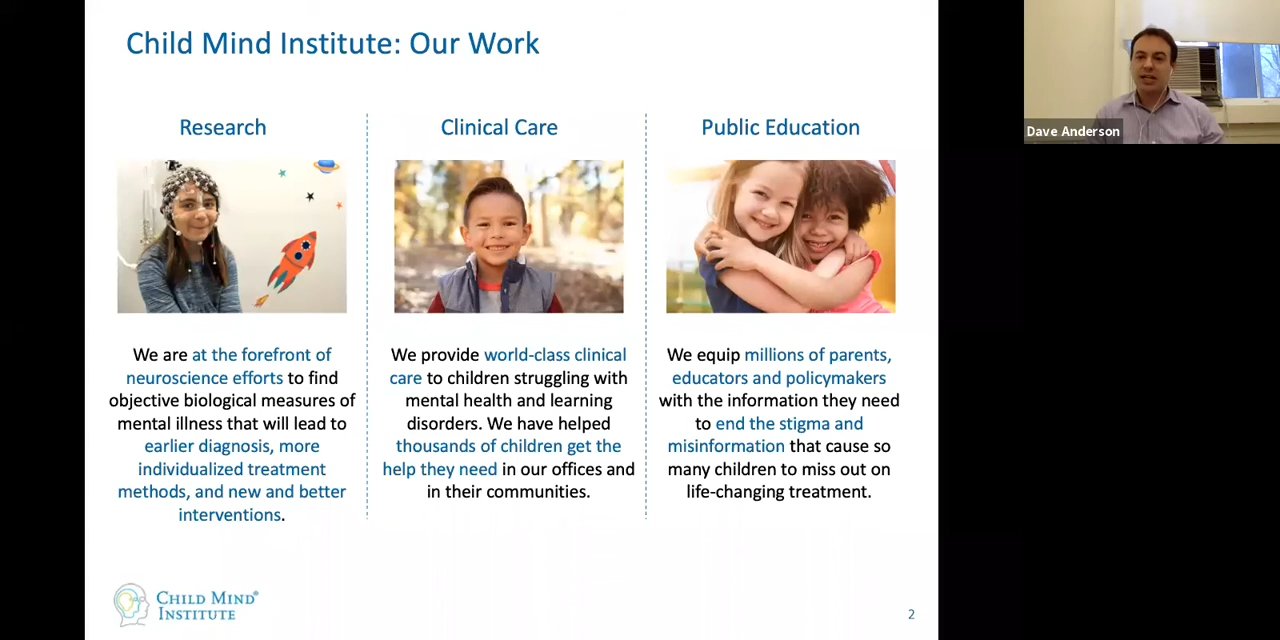 Child Mind Institute: Our Work
Research
We are at the forefront of
neuroscience efforts to find
objective biological measures of
mental illness that will lead to
earlier diagnosis, more
individualized treatment
methods, and new and better
interventions.
Clinical Care
We provide world-class clinical
care to children struggling with
mental health and learning
disorders. We have helped
thousands of children get the
help they need in our offices and
in their communities.
Public Education
We equip millions of parents,
educators and policymakers
with the information they need
to end the stigma and
misinformation that cause so
many children to miss out on
life-changing treatment.
CHILD MIND®
INSTITUTE
2
Dave Anderson